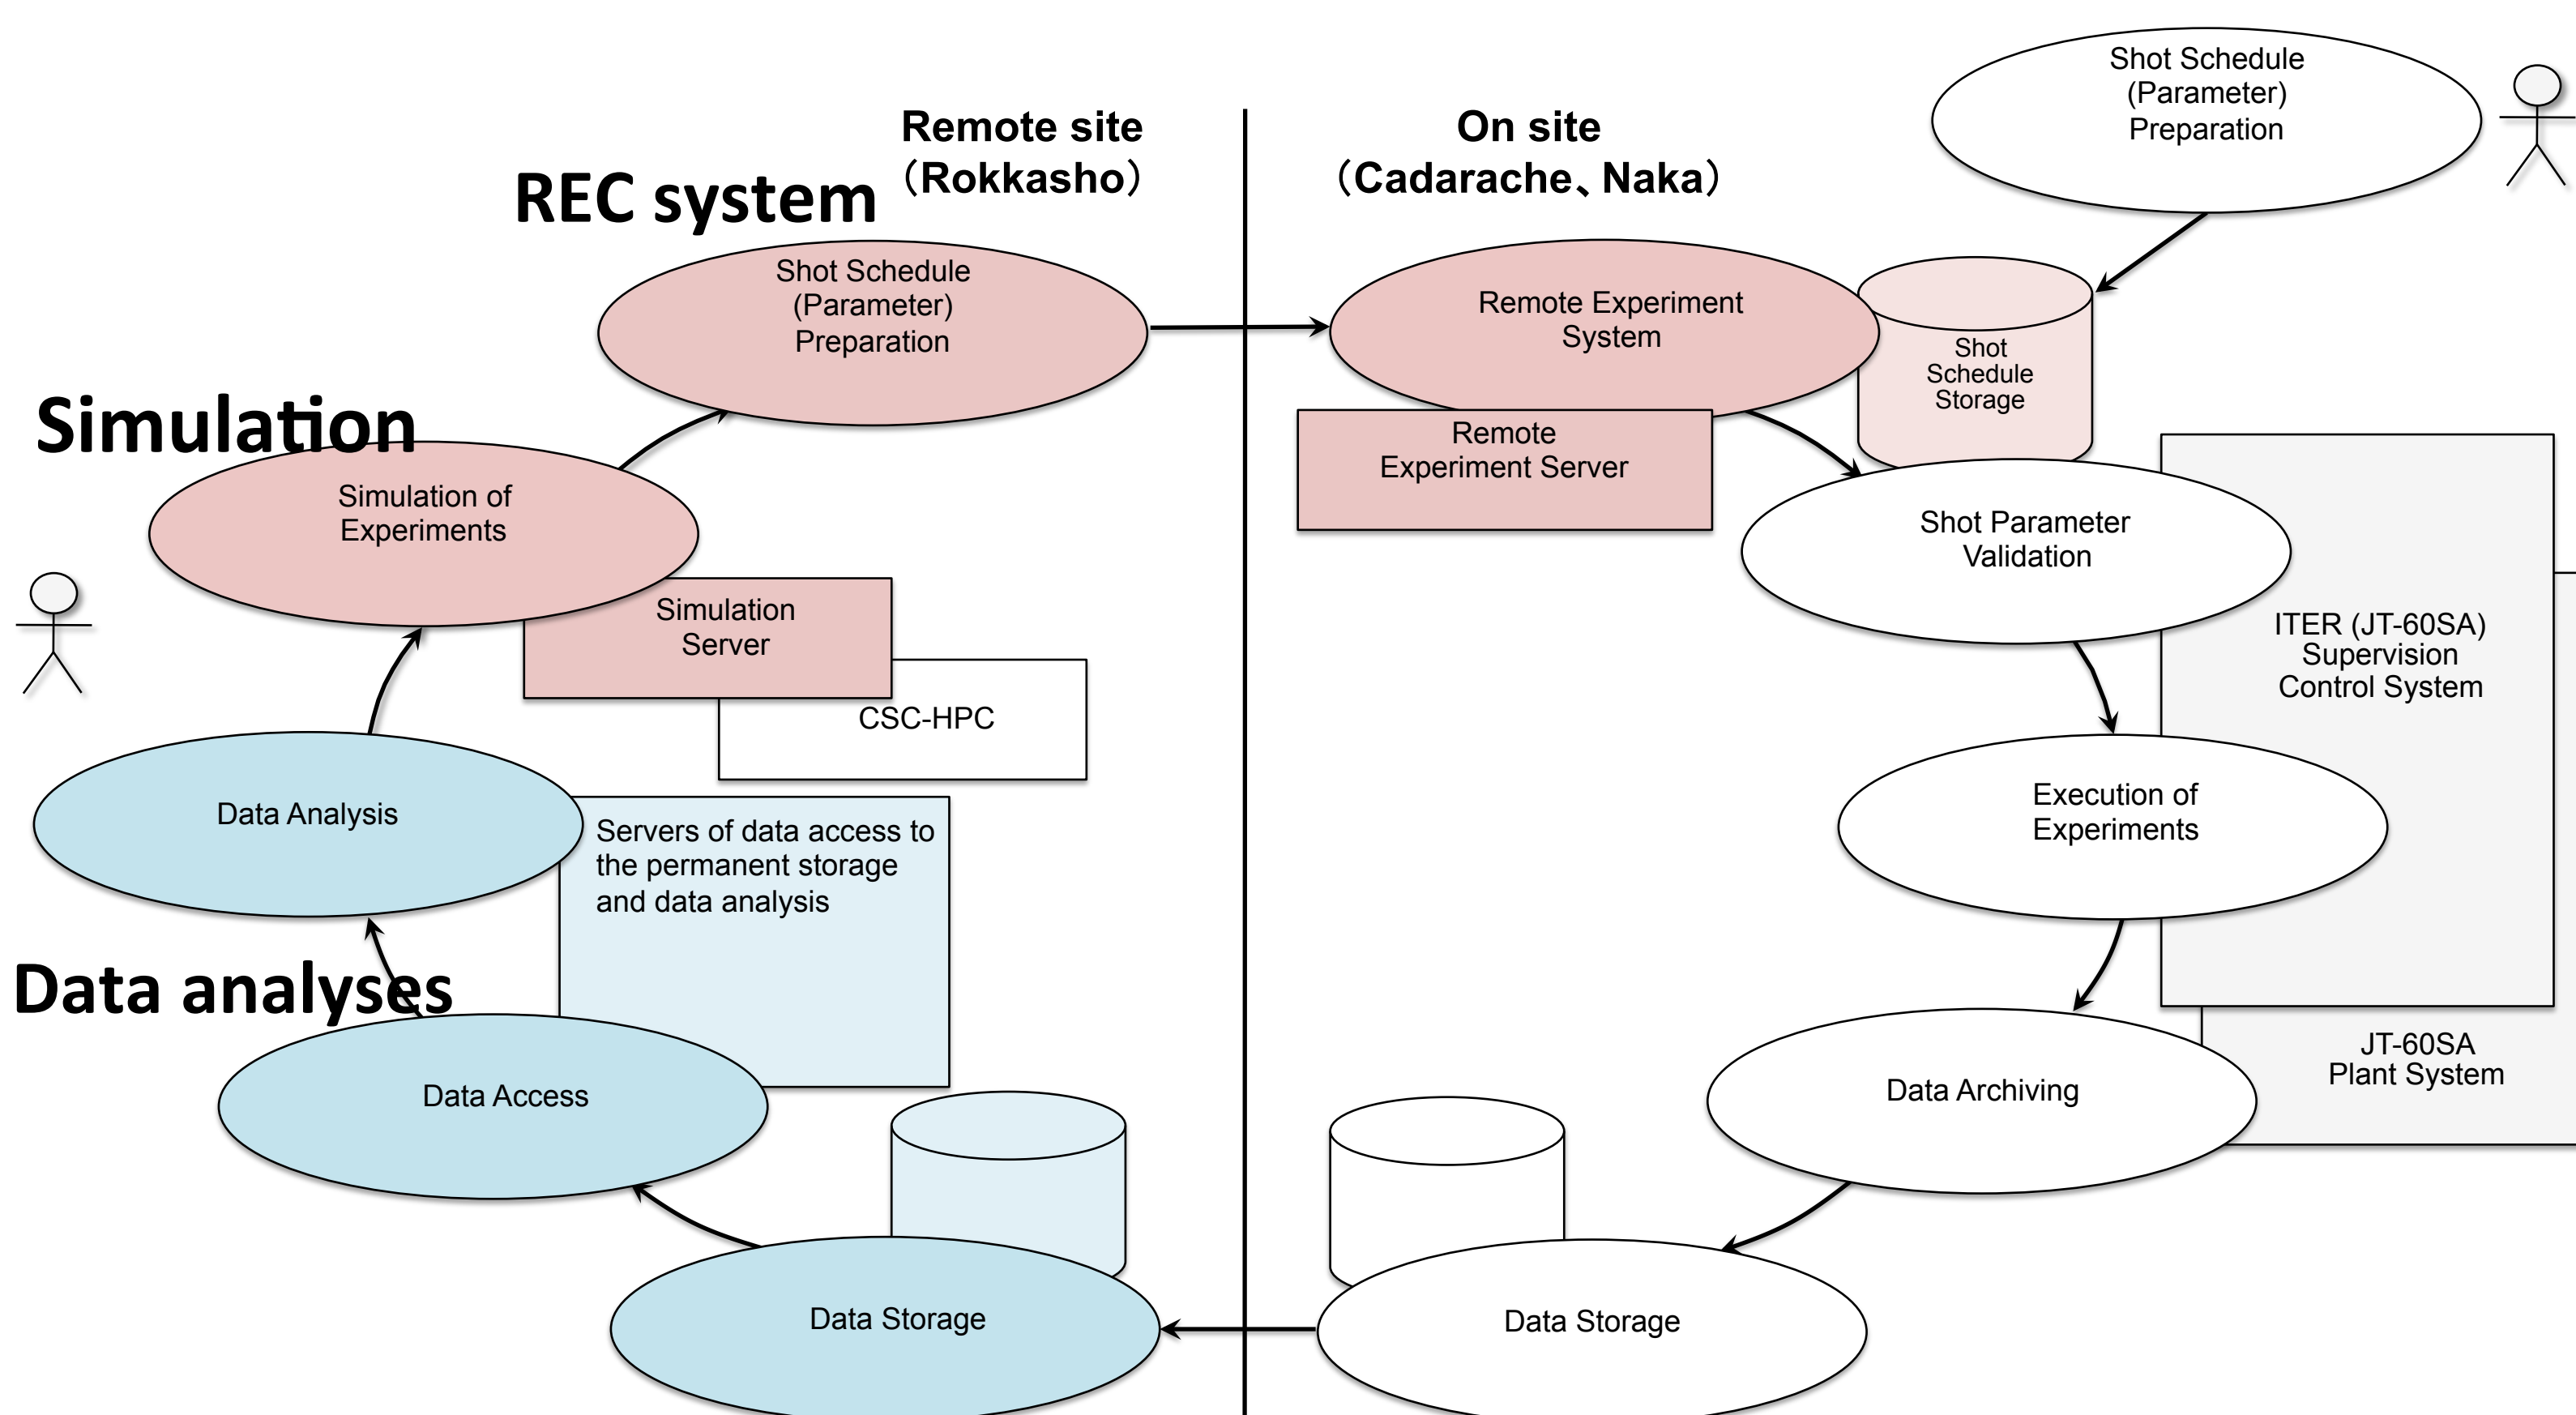 Shot Schedule
(Parameter)
Preparation
Remote site
（Rokkasho）
On site
（Cadarache、Naka）
REC system
Shot Schedule
(Parameter)
Preparation
Remote Experiment
System
Shot
Schedule
Storage
Simulation
Remote
Experiment Server
Simulation of
Experiments
Shot Parameter
Validation
Simulation
Server
ITER (JT-60SA)
Supervision
Control System
CSC-HPC
Data Analysis
Servers of data access to
the permanent storage
and data analysis
Execution of
Experiments
Data analyses
Data Access
Data Archiving
JT-60SA
Plant System
Data Storage
Data Storage